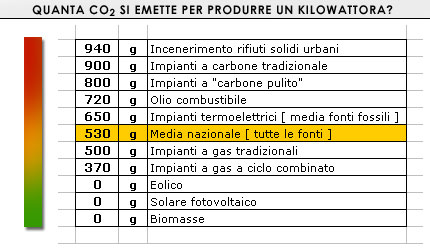 QUANTA CO2 SI EMETTE PER PRODURRE UN KILOWATTORA?
940 g Incenerimento rifiuti solidi urbani
900 g Impianti a carbone tradizionale
800 g Impianti a "carbone pulito"
720 g Olio combustibile
650 g Impianti termoelettrici [ media fonti fossili ]
530 g Media nazionale [ tutte le fonti ]
500 g Impianti a gas tradizionali
370 g Impianti a gas a ciclo combinato
0 g Eolico
0 g Solare fotovoltaico
0 g Biomasse